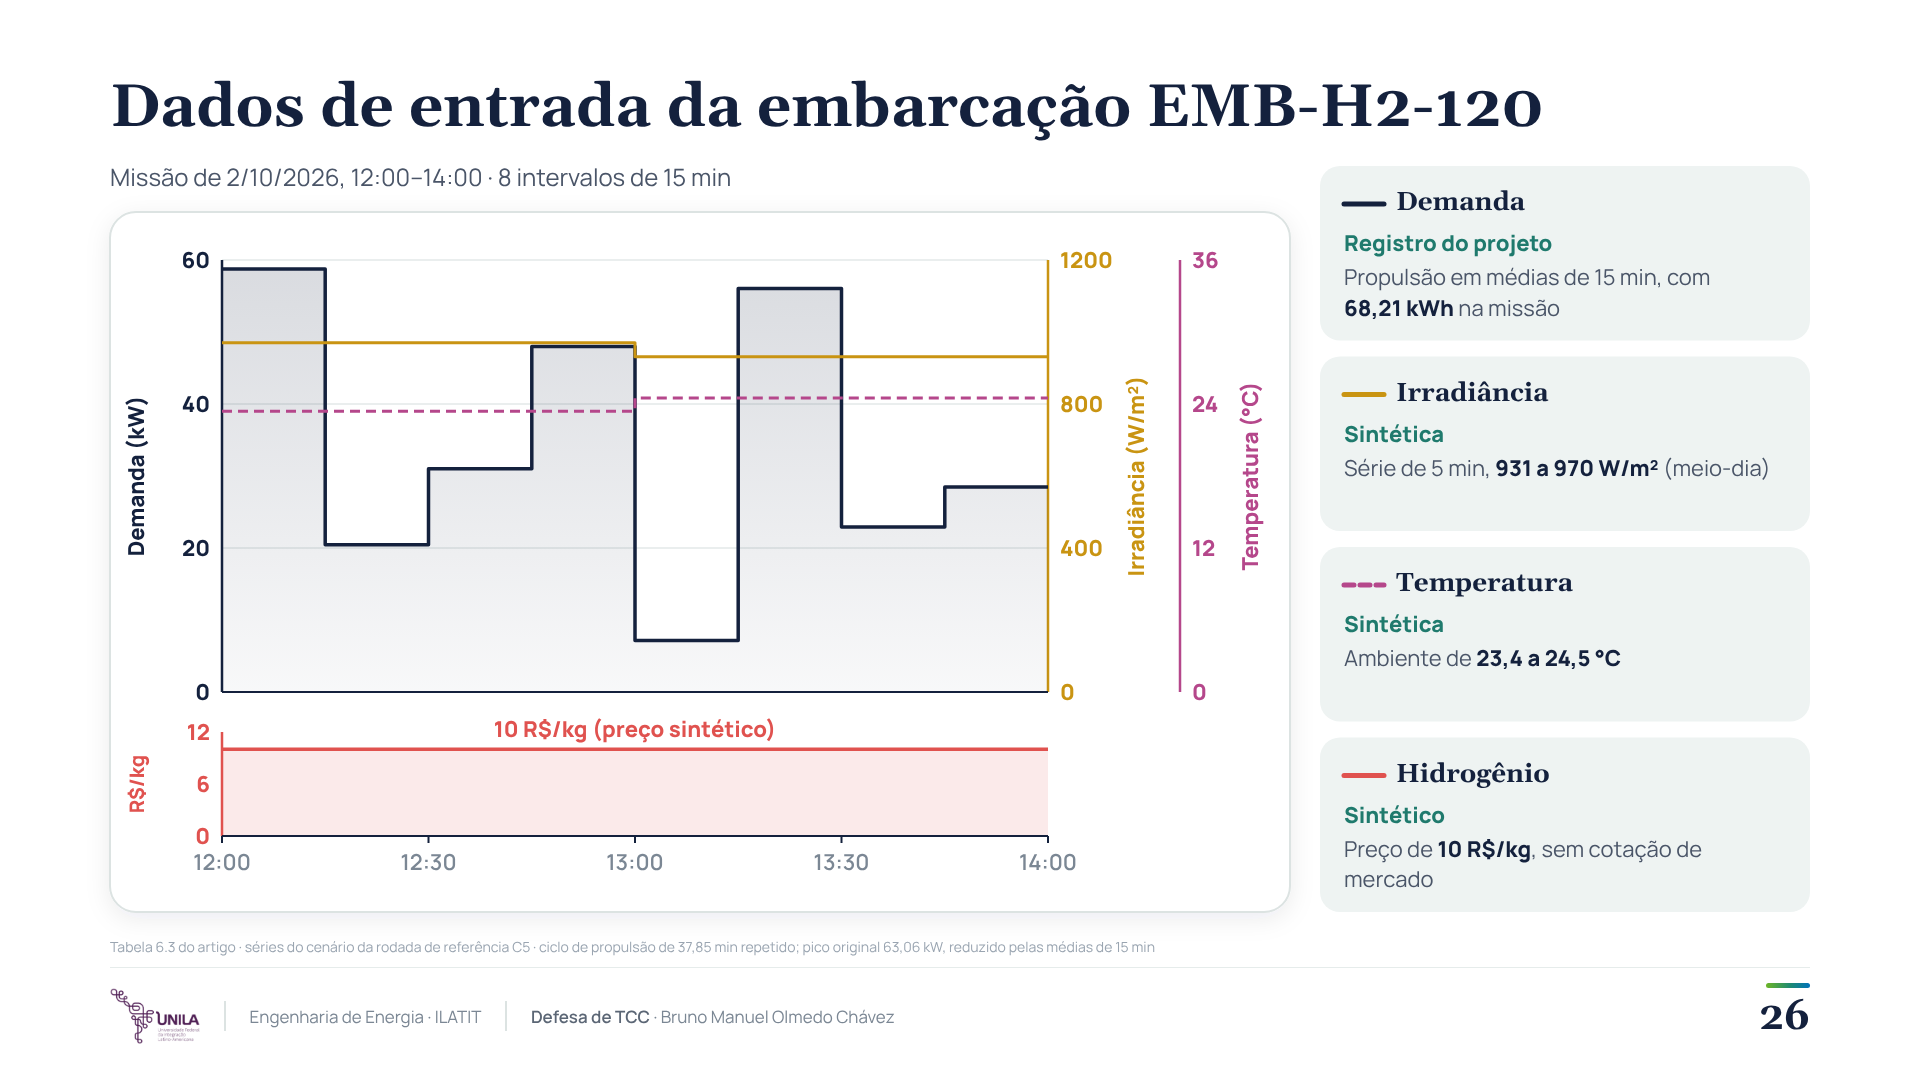 Dados de entrada da embarcação EMB-H2-120
Missão de 2/10/2026, 12:00–14:00 · 8 intervalos de 15 min
60
40
20
0
Demanda (kW)
1200
800
400
0
Irradiância (W/m²)
36
24
12
0
Temperatura (°C)
10 R$/kg (preço sintético)
12
6
0
R$/kg
12:00
12:30
13:00
13:30
14:00
Demanda
Registro do projeto
Propulsão em médias de 15 min, com
68,21 kWh na missão
Irradiância
Sintética
Série de 5 min, 931 a 970 W/m² (meio-dia)
Temperatura
Sintética
Ambiente de 23,4 a 24,5 °C
Hidrogênio
Sintético
Preço de 10 R$/kg, sem cotação de
mercado
Tabela 6.3 do artigo · séries do cenário da rodada de referência C5 · ciclo de propulsão de 37,85 min repetido; pico original 63,06 kW, reduzido pelas médias de 15 min
UNILA
Engenharia de Energia · ILATIT
Defesa de TCC · Bruno Manuel Olmedo Chávez
26